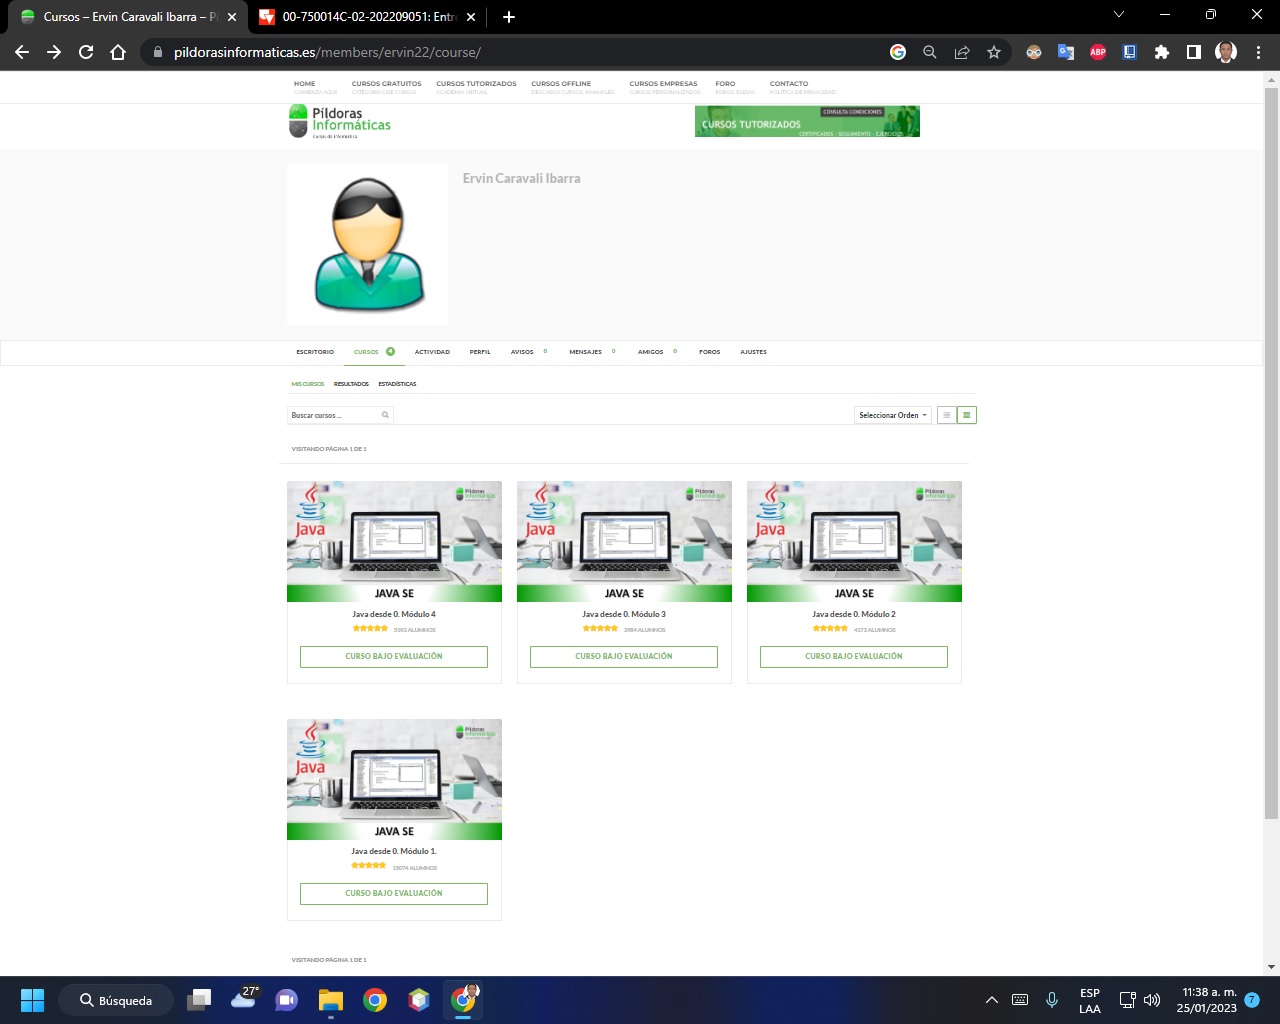 Cursos – Ervin Caravali Ibarra – Pí
00-750014C-02-202209051: Entre
pildorasinformaticas.es/members/ervin22/course/
ABP
HOME CURSOS GRATUITOS CURSOS TUTORIZADOS CURSOS OFFLINE CURSOS EMPRESAS FORO CONTACTO
COMIENZA AQUÍ CATEGORÍAS DE CURSOS ACADEMIA VIRTUAL DESCARGA CURSOS, MANUALES CURSOS PERSONALIZADOS FOROS, DUDAS POLÍTICA DE PRIVACIDAD
Píldoras
Informáticas
Cursos de Informática
CONSULTA CONDICIONES
CURSOS TUTORIZADOS
CERTIFICADOS - SEGUIMIENTO - EJERCICIOS
Ervin Caravali Ibarra
ESCRITORIO CURSOS 4 ACTIVIDAD PERFIL AVISOS 0 MENSAJES 0 AMIGOS 0 FOROS AJUSTES
MIS CURSOS RESULTADOS ESTADÍSTICAS
Buscar cursos ...
Seleccionar Orden
VISITANDO PÁGINA 1 DE 1
Java
Píldoras Informáticas
JAVA SE
Java desde 0. Módulo 4
5192 ALUMNOS
CURSO BAJO EVALUACIÓN
Java
Píldoras Informáticas
JAVA SE
Java desde 0. Módulo 3
2984 ALUMNOS
CURSO BAJO EVALUACIÓN
Java
Píldoras Informáticas
JAVA SE
Java desde 0. Módulo 2
4173 ALUMNOS
CURSO BAJO EVALUACIÓN
Java
Píldoras Informáticas
JAVA SE
Java desde 0. Módulo 1.
15074 ALUMNOS
CURSO BAJO EVALUACIÓN
VISITANDO PÁGINA 1 DE 1
Búsqueda
27°
ESP
LAA
11:38 a. m.
25/01/2023
7